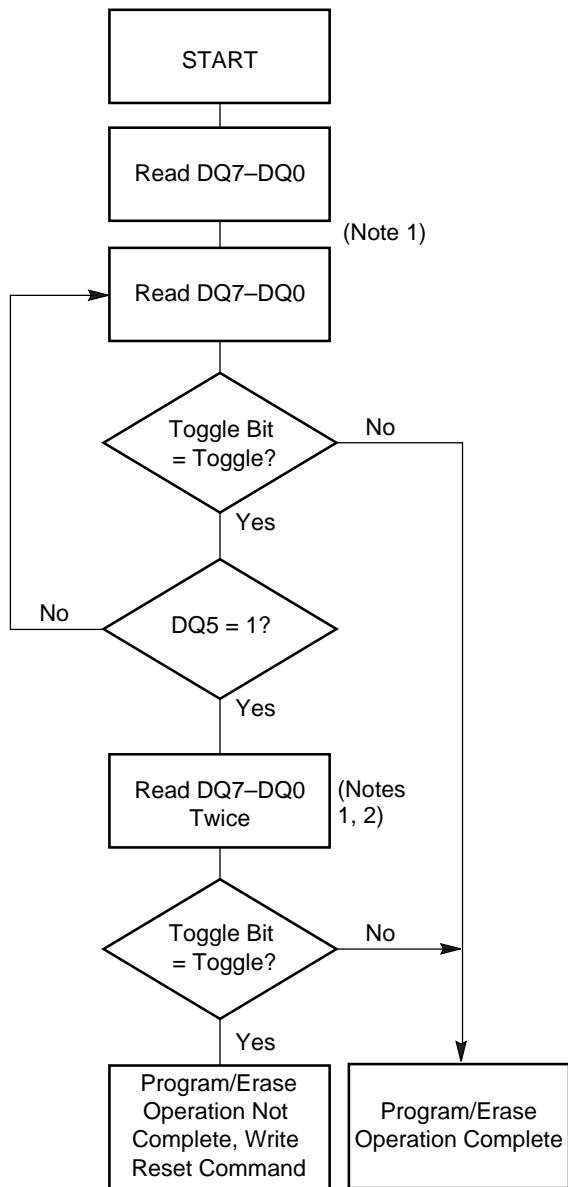 START
Read DQ7–DQ0
(Note 1)
Read DQ7–DQ0
Toggle Bit
= Toggle?
No
Yes
No
DQ5 = 1?
Yes
Read DQ7–DQ0
Twice
(Notes
1, 2)
Toggle Bit
= Toggle?
No
Yes
Program/Erase
Operation Not
Complete, Write
Reset Command
Program/Erase
Operation Complete